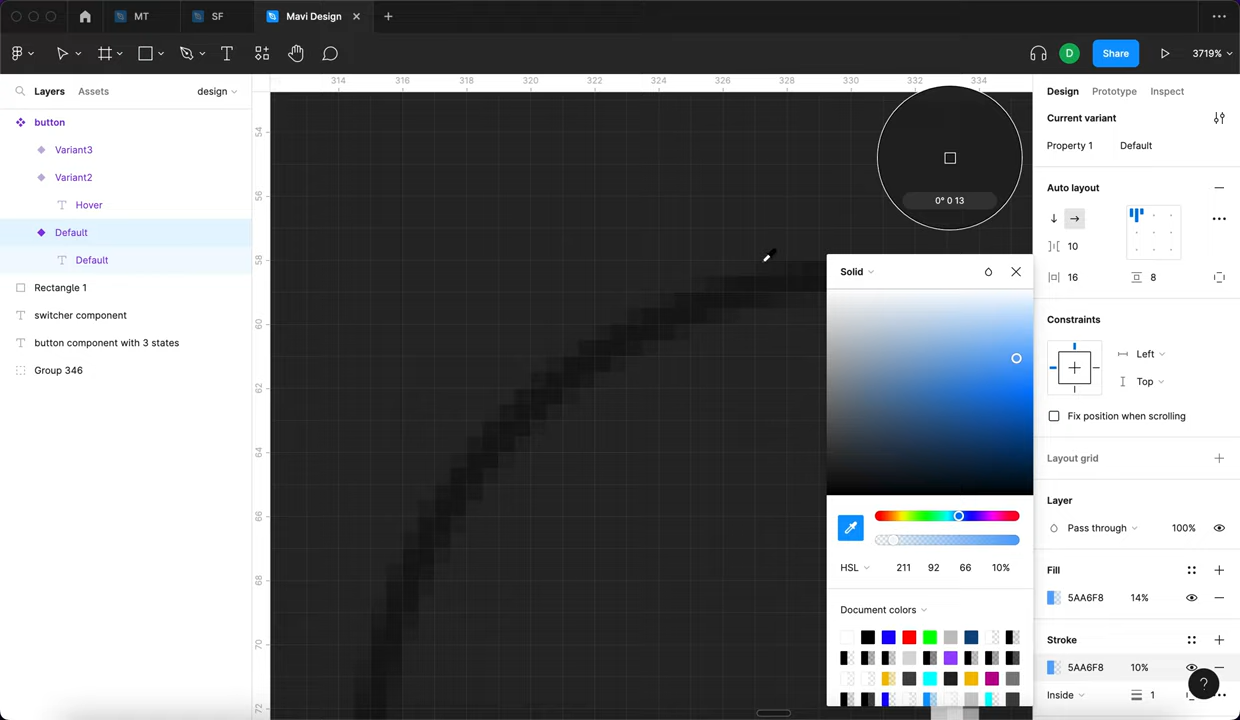 MT
SF
Mavi Design
Share
D
3719%
Layers
Assets
design
button
Variant3
Variant2
Hover
Default
Default
Rectangle 1
switcher component
button component with 3 states
Group 346
314
316
318
320
322
324
326
328
330
332
334
54
56
58
60
62
64
66
68
70
72
0° 0 13
Solid
HSL
211
92
66
10%
Document colors
Design
Prototype
Inspect
Current variant
Property 1
Default
Auto layout
10
16
8
Constraints
Left
Top
Fix position when scrolling
Layout grid
Layer
Pass through
100%
Fill
5AA6F8
14%
Stroke
5AA6F8
10%
Inside
1
?